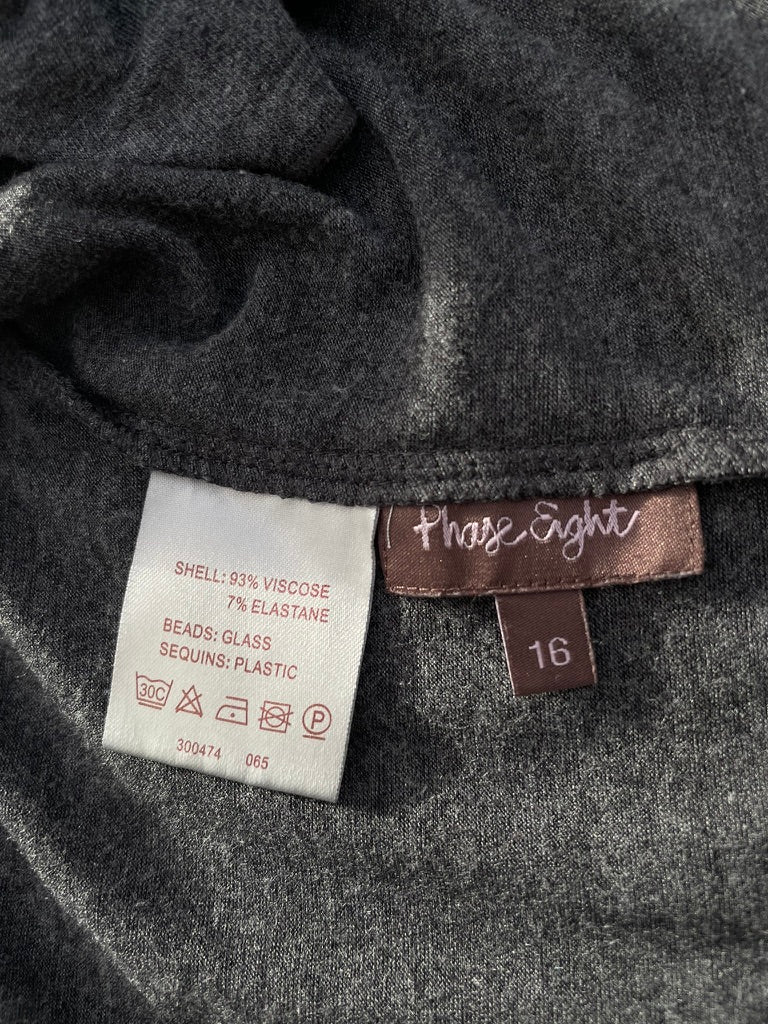 SHELL: 93% VISCOSE
7% ELASTANE
BEADS: GLASS
SEQUINS: PLASTIC
30C P
300474 065
Phase Eight
16